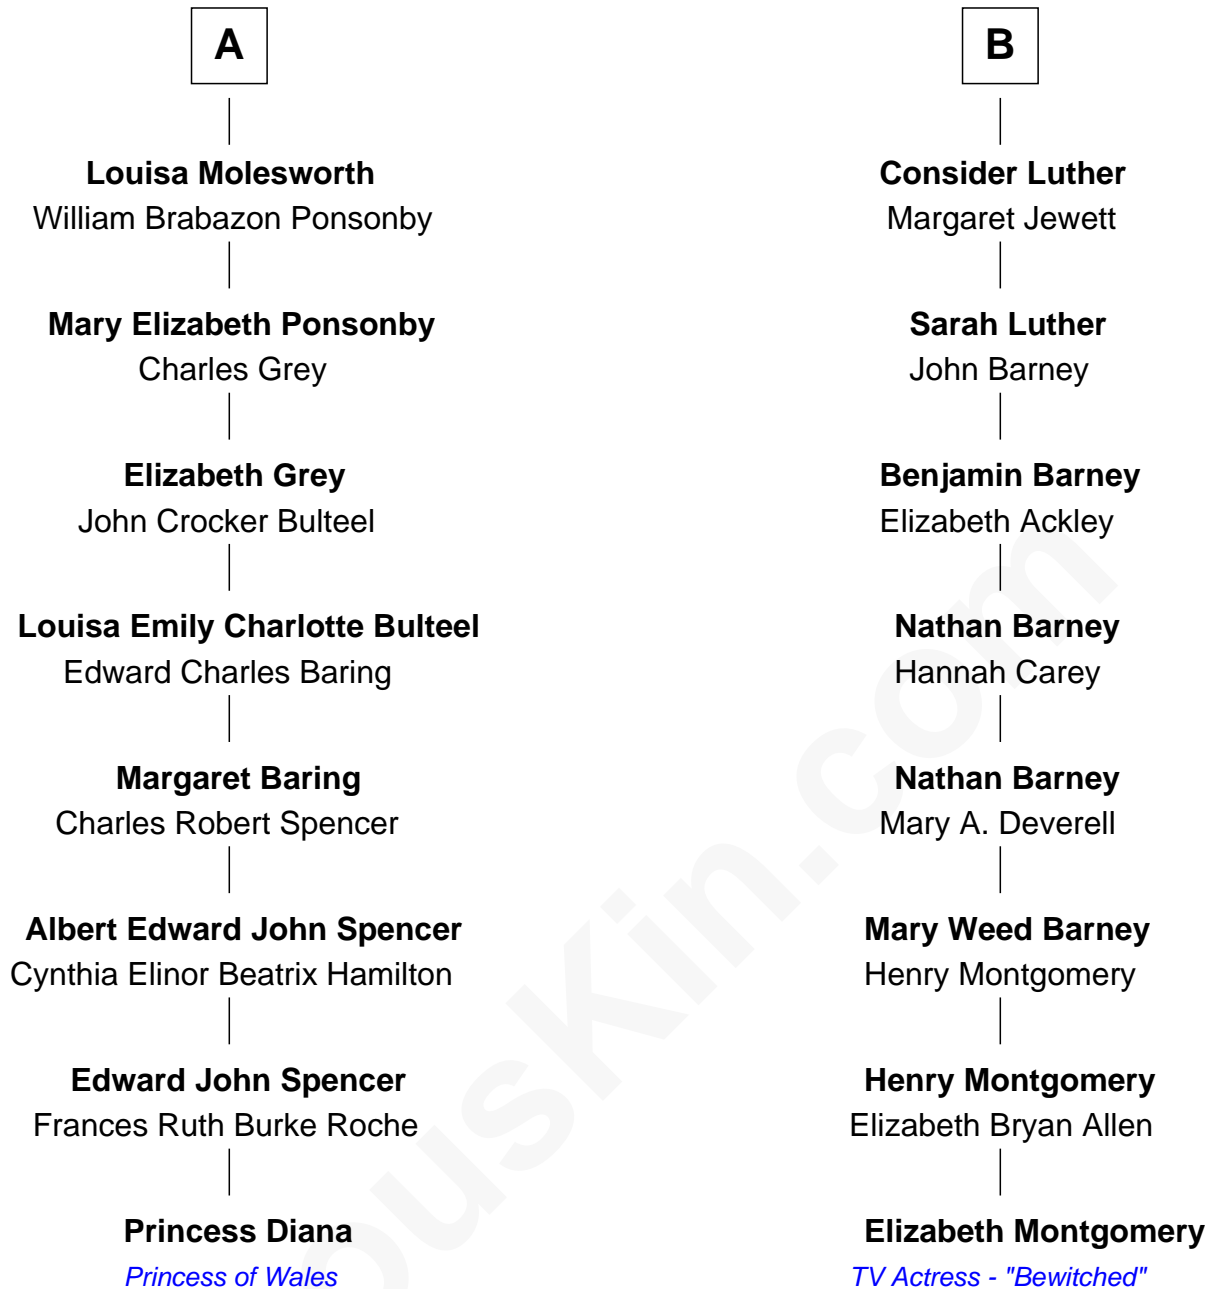 A
Louisa Molesworth
William Brabazon Ponsonby
Mary Elizabeth Ponsonby
Charles Grey
Elizabeth Grey
John Crocker Bulteel
Louisa Emily Charlotte Bulteel
Edward Charles Baring
Margaret Baring
Charles Robert Spencer
Albert Edward John Spencer
Cynthia Elinor Beatrix Hamilton
Edward John Spencer
Frances Ruth Burke Roche
Princess Diana
Princess of Wales
B
Consider Luther
Margaret Jewett
Sarah Luther
John Barney
Benjamin Barney
Elizabeth Ackley
Nathan Barney
Hannah Carey
Nathan Barney
Mary A. Deverell
Mary Weed Barney
Henry Montgomery
Henry Montgomery
Elizabeth Bryan Allen
Elizabeth Montgomery
TV Actress - "Bewitched"
ousKin.com